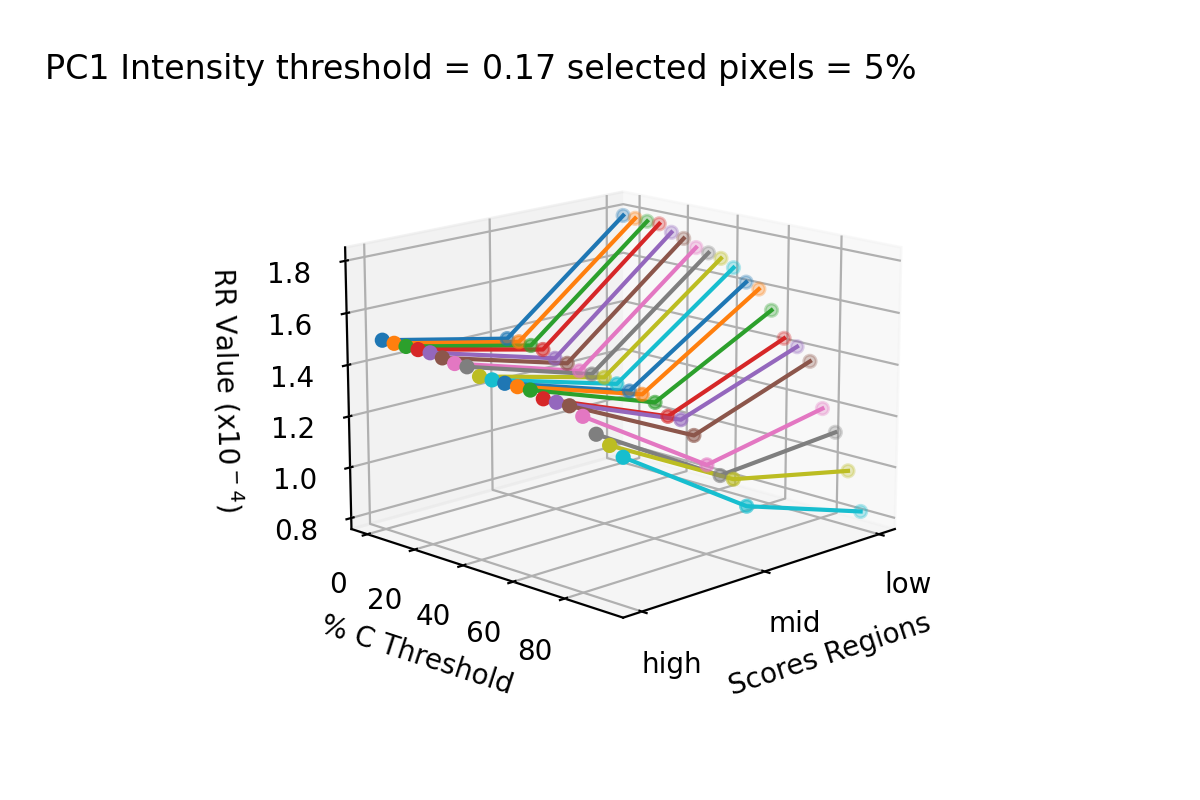 PC1 Intensity threshold = 0.17 selected pixels = 5%
RR Value (x10⁻⁴)
1.8
1.6
1.4
1.2
1.0
0.8
0
20
40
60
80
% C Threshold
high
mid
low
Scores Regions